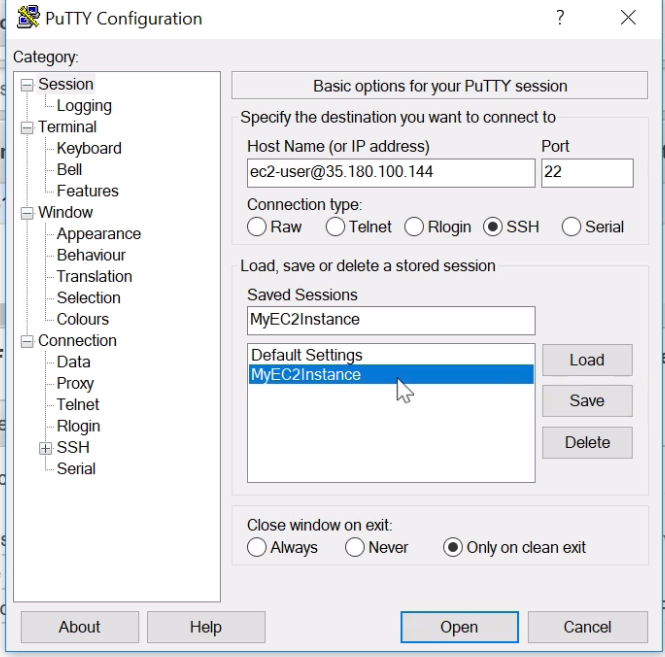 PuTTY Configuration
?
Category:
Session
Logging
Terminal
Keyboard
Bell
Features
Window
Appearance
Behaviour
Translation
Selection
Colours
Connection
Data
Proxy
Telnet
Rlogin
SSH
Serial
Basic options for your PuTTY session
Specify the destination you want to connect to
Host Name (or IP address) Port
ec2-user@35.180.100.144 22
Connection type:
Raw Telnet Rlogin SSH Serial
Load, save or delete a stored session
Saved Sessions
MyEC2Instance
Default Settings
MyEC2Instance
Load
Save
Delete
Close window on exit:
Always Never Only on clean exit
About Help Open Cancel